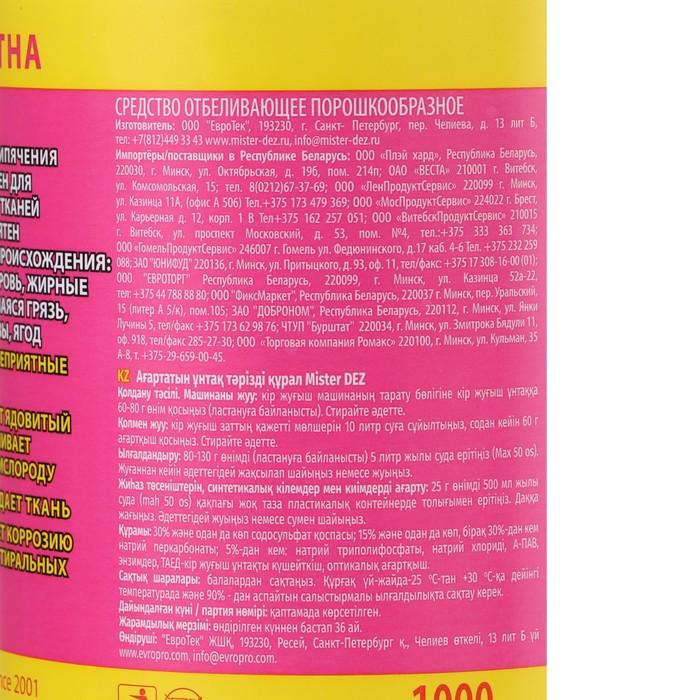 ТНА
ИПЯЧЕНИЯ
ЕН ДЛЯ
ТКАНЕЙ
ЯТЕН
РОИСХОЖДЕНИЯ:
РОВЬ, ЖИРНЫЕ
АЯСЯ ГРЯЗЬ,
Ы, ЯГОД
ЕПРИЯТНЫЕ
Т ЯДОВИТЫЙ
ИВАЕТ
ИСЛОРОДУ
ДАЕТ ТКАНЬ
Т КОРРОЗИЮ
ТИРАЛЬНЫХ
nce 2001
СРЕДСТВО ОТБЕЛИВАЮЩЕЕ ПОРОШКООБРАЗНОЕ
Изготовитель: ООО "ЕвроТек", 193230, г. Санкт- Петербург, пер. Челиева, д. 13 лит Б,
тел: +7(812)449 33 43 www.mister-dez.ru, info@mister-dez.ru
Импортёры/поставщики в Республике Беларусь: ООО «Плэй хард», Республика Беларусь,
220030, г. Минск, ул. Октябрьская, д. 19б, пом. 214п; ОАО «ВЕСТА» 210001 г. Витебск,
ул. Комсомольская, 15; тел. 8(0212)67-37-69; ООО «ЛенПродуктСервис» 220099 г. Минск,
ул. Казинца 11А, (офис А 506) Тел.+375 173 479 369; ООО «МосПродуктСервис» 224022 г. Брест,
ул. Карьерная д. 12, корп. 1 В Тел+375 162 257 051; ООО «ВитебскПродуктСервис» 210015
г. Витебск, ул. проспект Московский, д. 53, пом. №4, тел.:+375 333 363 734;
ООО «ГомельПродуктСервис» 246007 г. Гомель ул. Федюнинского, д.17 каб. 4-6 Тел. +375 232 259
088; ЗАО "ЮНИФУД" 220136, г. Минск, ул. Притыцкого, д. 93, оф. 11, тел/факс: +375 17 308-16-00 (01);
ООО "ЕВРОТОРГ" Республика Беларусь, 220099, г. Минск, ул. Казинца 52а-22,
тел: +375 44 788 88 80; ООО "ФиксМаркет", Республика Беларусь, 220037 г. Минск, пер. Уральский,
15 (литер А 5/к), пом.105; ЗАО "ДОБРОНОМ", Республика Беларусь, 220112, г. Минск, ул. Янки
Лучины 5, тел/факс +375 173 62 98 76; ЧТУП "Бурштат" 220034, г. Минск, ул. Змитрока Бядули 11,
оф. 918, тел/факс 285-27-30; ООО «Торговая компания Ромакс» 220100, г. Минск, ул. Кульман, 35
А-8, т. +375-29-659-00-45.
KZ Ағартатын ұнтақ тәрізді құрал Mister DEZ
Қолдану тәсілі. Машинаны жуу: кір жуғыш машинаның тарату бөлігіне кір жуғыш ұнтаққа
60-80 г өнім қосыңыз (ластануға байланысты). Стирайте әдетте.
Қолмен жуу: кір жуғыш заттың қажетті мөлшерін 10 литр суға сұйылтыңыз, содан кейін 60 г
ағартқыш қосыңыз. Стирайте әдетте.
Ылғалдандыру: 80-130 г өнімді (ластануға байланысты) 5 литр жылы суда ерітіңіз (Max 50 os).
Жуғаннан кейін әдеттегідей жақсылап шайыңыз немесе жуыңыз.
Жиһаз төсеніштерін, синтетикалық кілемдер мен киімдерді ағарту: 25 г өнімді 500 мл жылы
суда (mah 50 os) қақпағы жоқ таза пластикалық контейнерде толығымен ерітіңіз. Даққа
жағыңыз. Әдеттегідей жуыңыз немесе сумен шайыңыз.
Құрамы: 30% және одан да көп содосульфат қоспасы; 15% және одан да көп, бірақ 30%-дан кем
натрий перкарбонаты; 5%-дан кем: натрий триполифосфаты, натрий хлориді, А-ПАВ,
энзимдер, ТАЕД-кір жуғыш ұнтақты күшейткіш, оптикалық ағартқыш.
Сақтық шаралары: балалардан сақтаңыз. Құрғақ үй-жайда-25 °С-тан +30 °С-қа дейінгі
температурада және 90% - дан аспайтын салыстырмалы ылғалдылықта сақтау керек.
Дайындалған күні / партия нөмірі: қаптамада көрсетілген.
Жарамдылық мерзімі: өндірілген күннен бастап 36 ай.
Өндіруші: "ЕвроТек" ЖШҚ, 193230, Ресей, Санкт-Петербург қ., Челиев өткелі, 13 лит Б үй
www.evropro.com, info@evropro.com.
1000